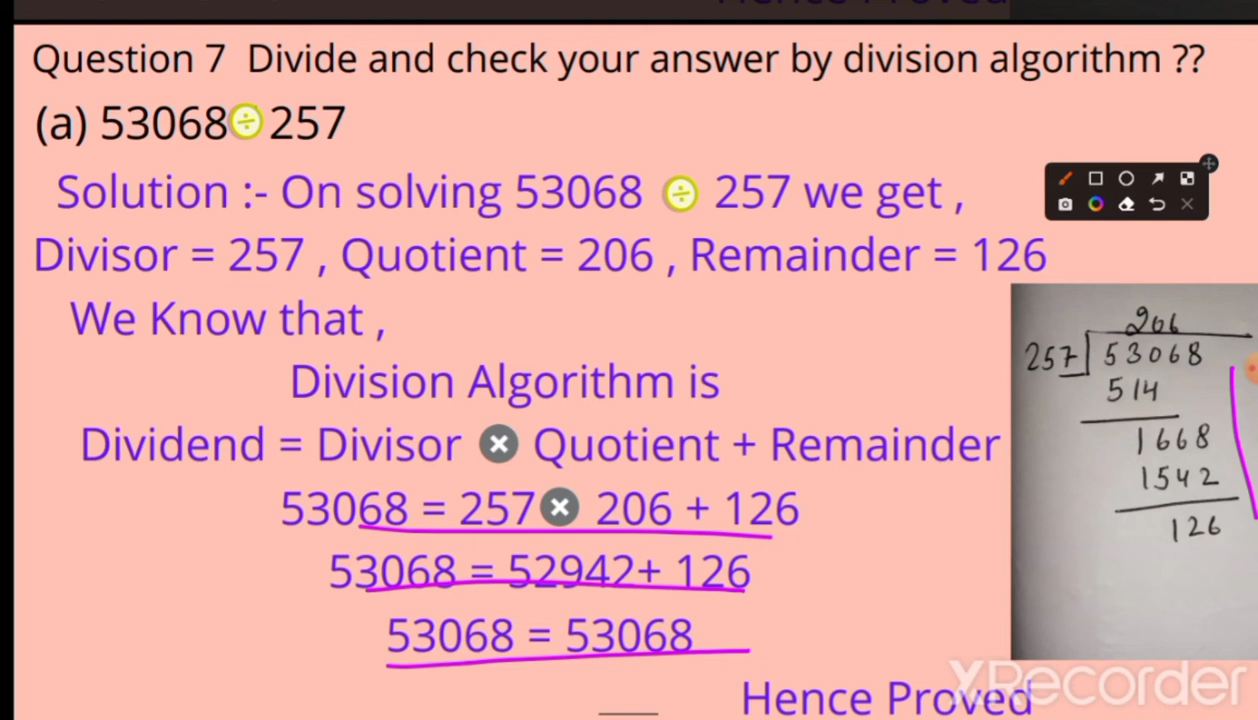 Hence Proved
Question 7 Divide and check your answer by division algorithm ??
(a) 53068÷257
Solution :- On solving 53068 ÷ 257 we get ,
Divisor = 257 , Quotient = 206 , Remainder = 126
We Know that ,
Division Algorithm is
Dividend = Divisor × Quotient + Remainder
53068 = 257× 206 + 126
53068 = 52942+ 126
53068 = 53068
Hence Proved
206
257 53068
514
1668
1542
126
XRecorder